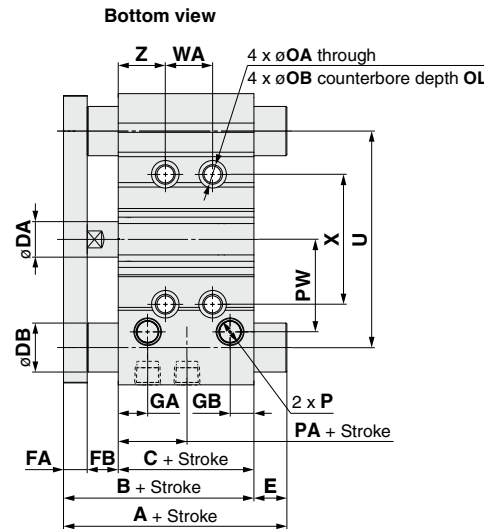 Bottom view
Z
WA
4 x øOA through
4 x øOB counterbore depth OL
øDA
X
U
PW
øDB
GA
GB
2 x P
PA + Stroke
FA
FB
C + Stroke
B + Stroke
E
A + Stroke